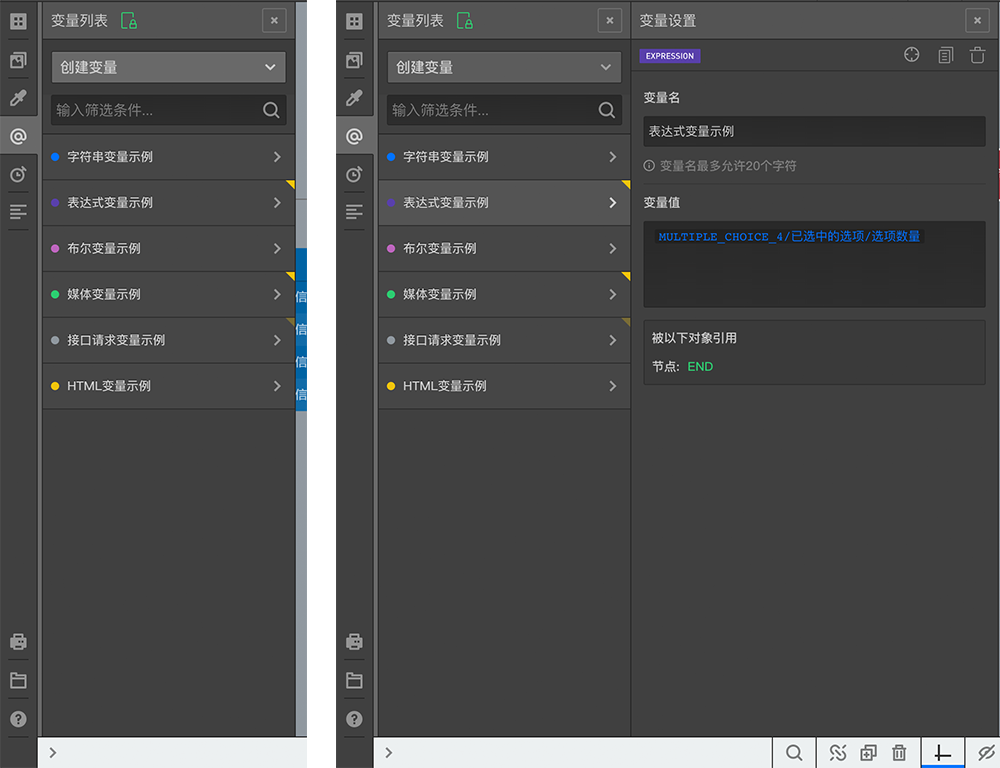 变量列表
创建变量
输入筛选条件...
字符串变量示例
表达式变量示例
布尔变量示例
媒体变量示例
接口请求变量示例
HTML变量示例
信
信
信
信
变量列表
创建变量
输入筛选条件...
字符串变量示例
表达式变量示例
布尔变量示例
媒体变量示例
接口请求变量示例
HTML变量示例
变量设置
EXPRESSION
变量名
表达式变量示例
变量名最多允许20个字符
变量值
MULTIPLE_CHOICE_4/已选中的选项/选项数量
被以下对象引用
节点: END